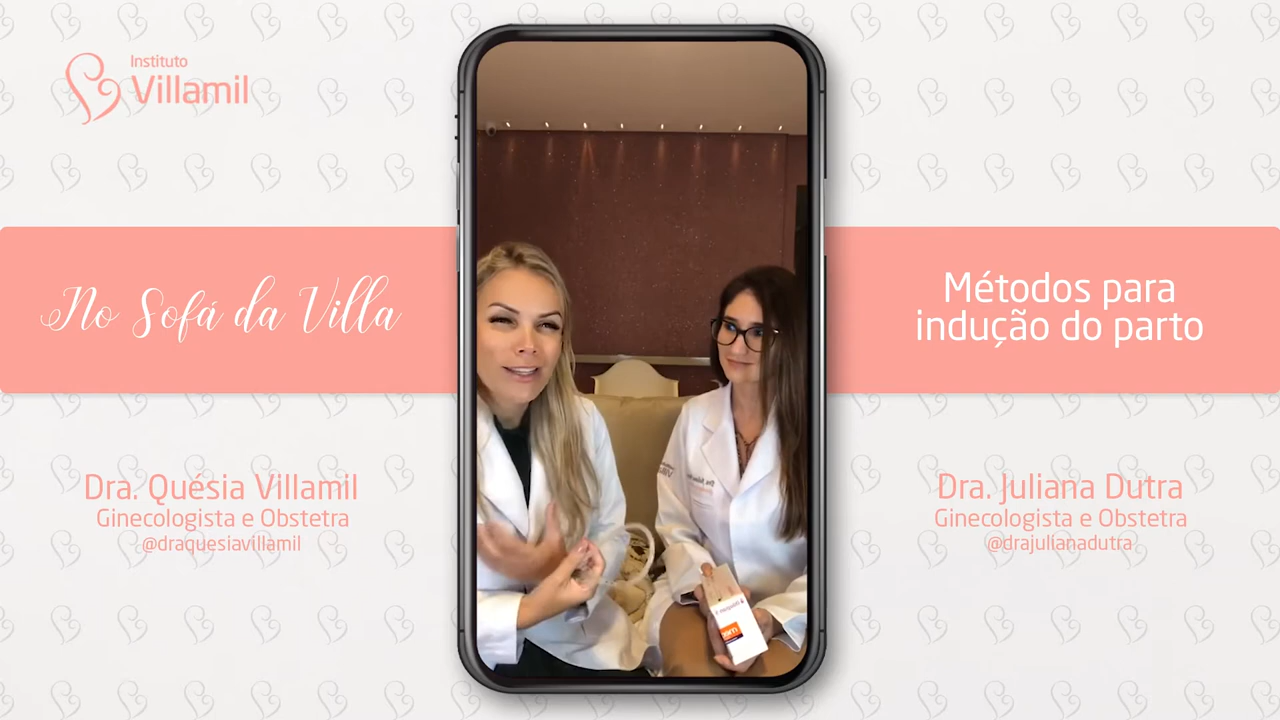 Instituto
Villamil
No Sofá da Villa
Métodos para
indução do parto
Dra. Quésia Villamil
Ginecologista e Obstetra
@draquesiavillamil
Dra. Juliana Dutra
Ginecologista e Obstetra
@drajulianadutra